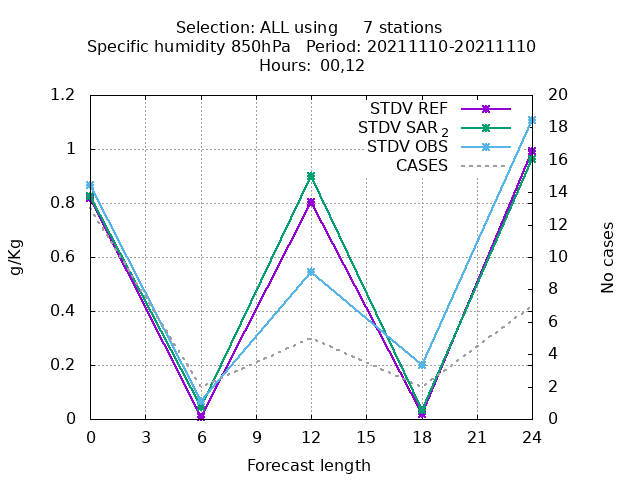 Selection: ALL using     7 stations
Specific humidity 850hPa   Period: 20211110-20211110
Hours: 00,12
STDV REF
STDV SAR 2
STDV OBS
CASES
g/Kg
1.2
1
0.8
0.6
0.4
0.2
0
20
18
16
14
12
10
8
6
4
2
0
No cases
0 3 6 9 12 15 18 21 24
Forecast length